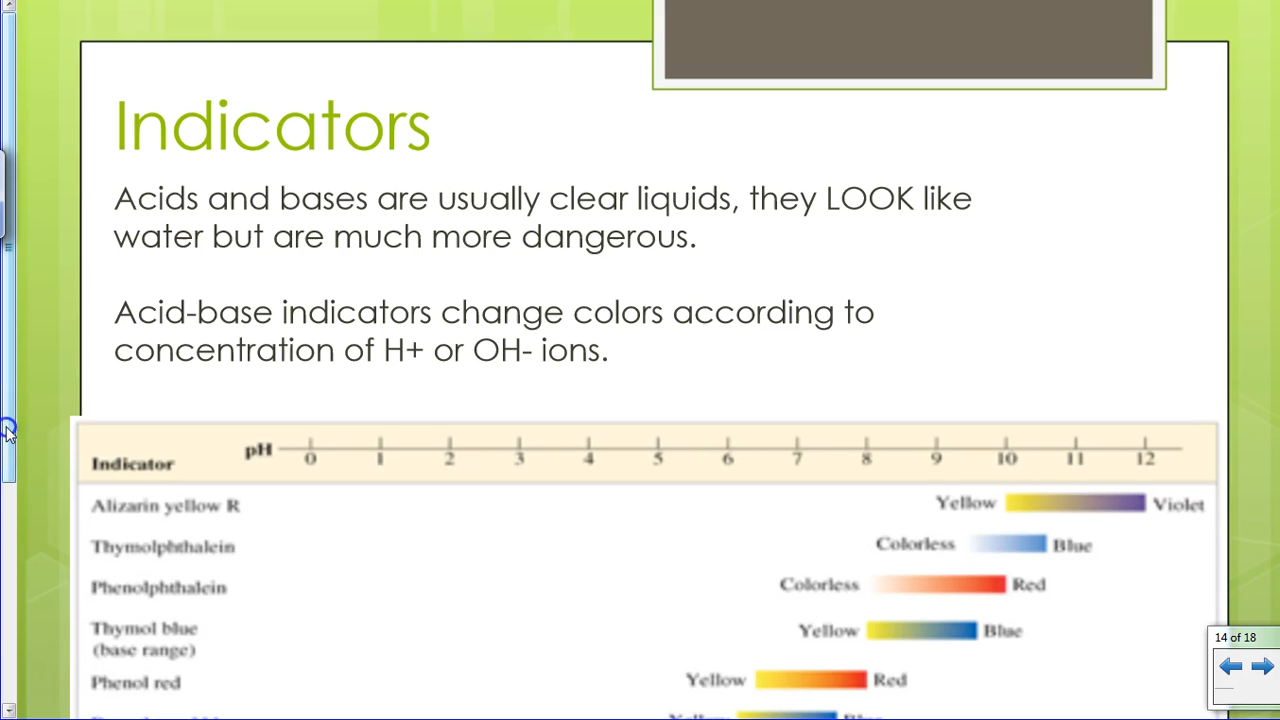 Indicators
Acids and bases are usually clear liquids, they LOOK like
water but are much more dangerous.
Acid-base indicators change colors according to
concentration of H+ or OH- ions.
Indicator pH 0 1 2 3 4 5 6 7 8 9 10 11 12
Alizarin yellow R Yellow Violet
Thymolphthalein Colorless Blue
Phenolphthalein Colorless Red
Thymol blue Yellow Blue
(base range)
Phenol red Yellow Red
14 of 18